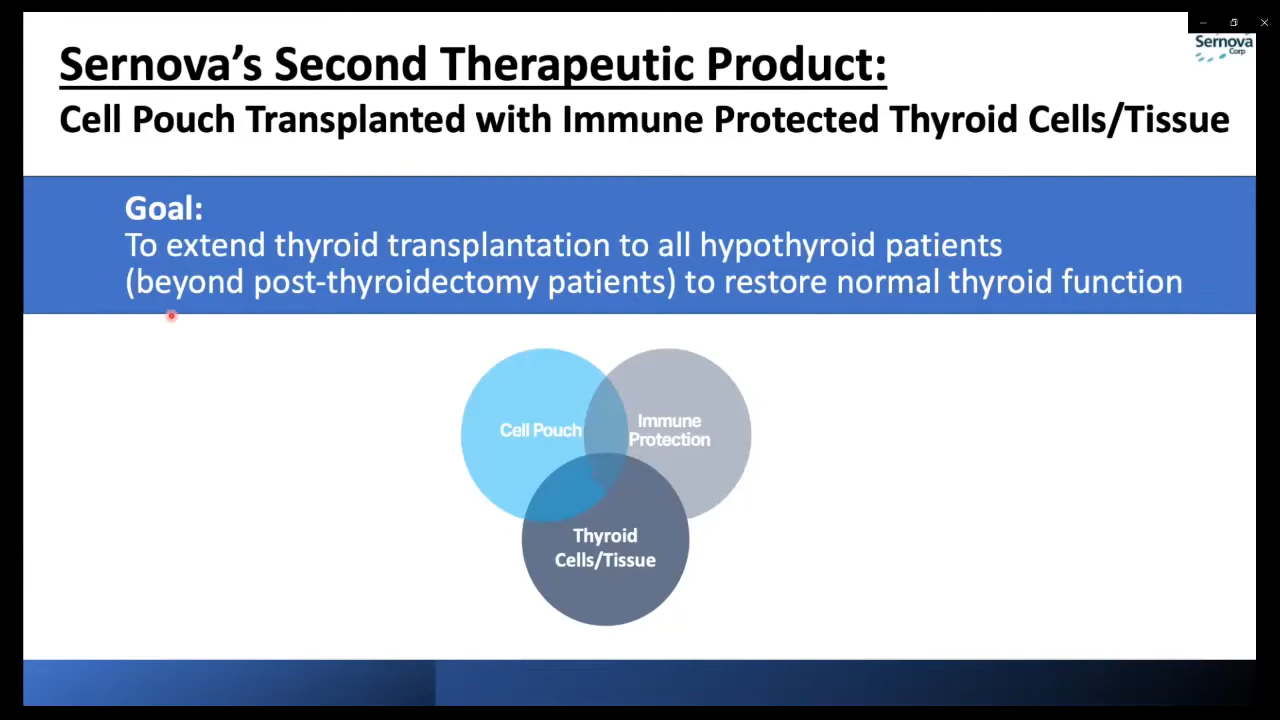 Sernova
Corp
Sernova’s Second Therapeutic Product:
Cell Pouch Transplanted with Immune Protected Thyroid Cells/Tissue
Goal:
To extend thyroid transplantation to all hypothyroid patients
(beyond post-thyroidectomy patients) to restore normal thyroid function
Cell Pouch
Immune
Protection
Thyroid
Cells/Tissue